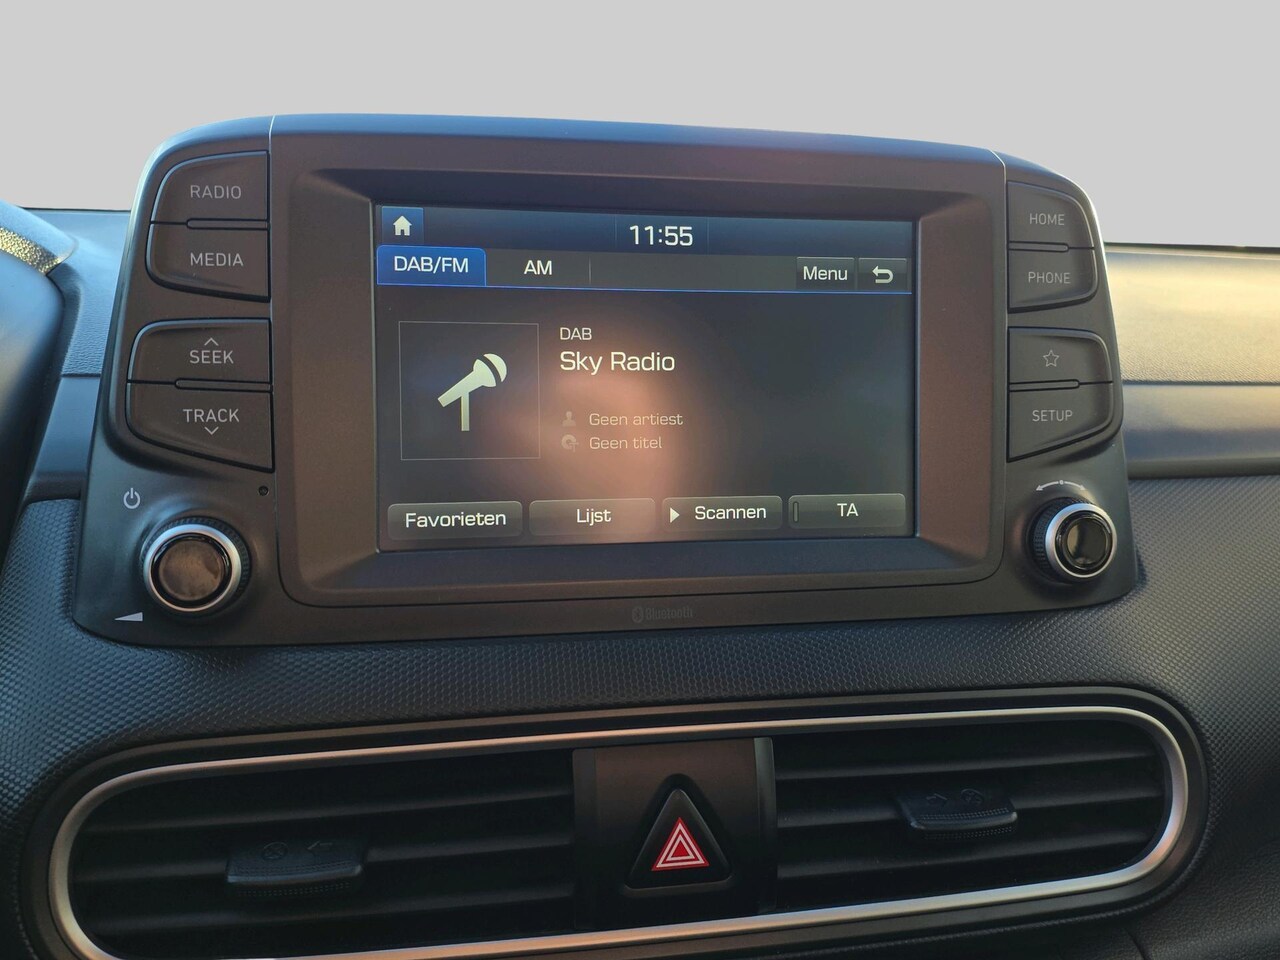 RADIO
MEDIA
SEEK
TRACK
11:55
DAB/FM
AM
Menu
DAB
Sky Radio
Geen artiest
Geen titel
Favorieten
Lijst
Scannen
TA
HOME
PHONE
SETUP
Bluetooth